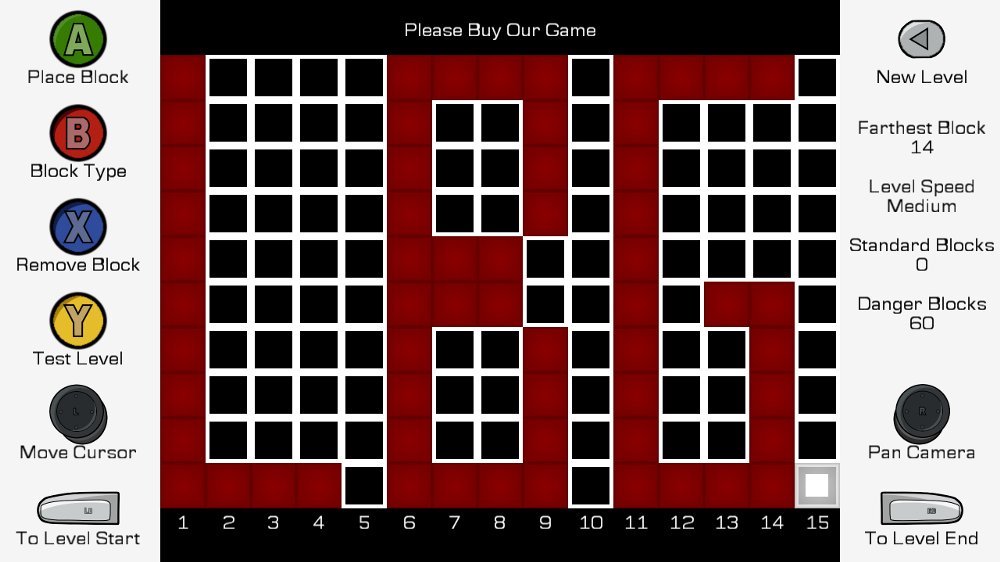 Please Buy Our Game
A
Place Block
B
Block Type
X
Remove Block
Y
Test Level
L
Move Cursor
LB
To Level Start
LBG
1 2 3 4 5 6 7 8 9 10 11 12 13 14 15
New Level
Farthest Block
14
Level Speed
Medium
Standard Blocks
0
Danger Blocks
60
R
Pan Camera
RB
To Level End